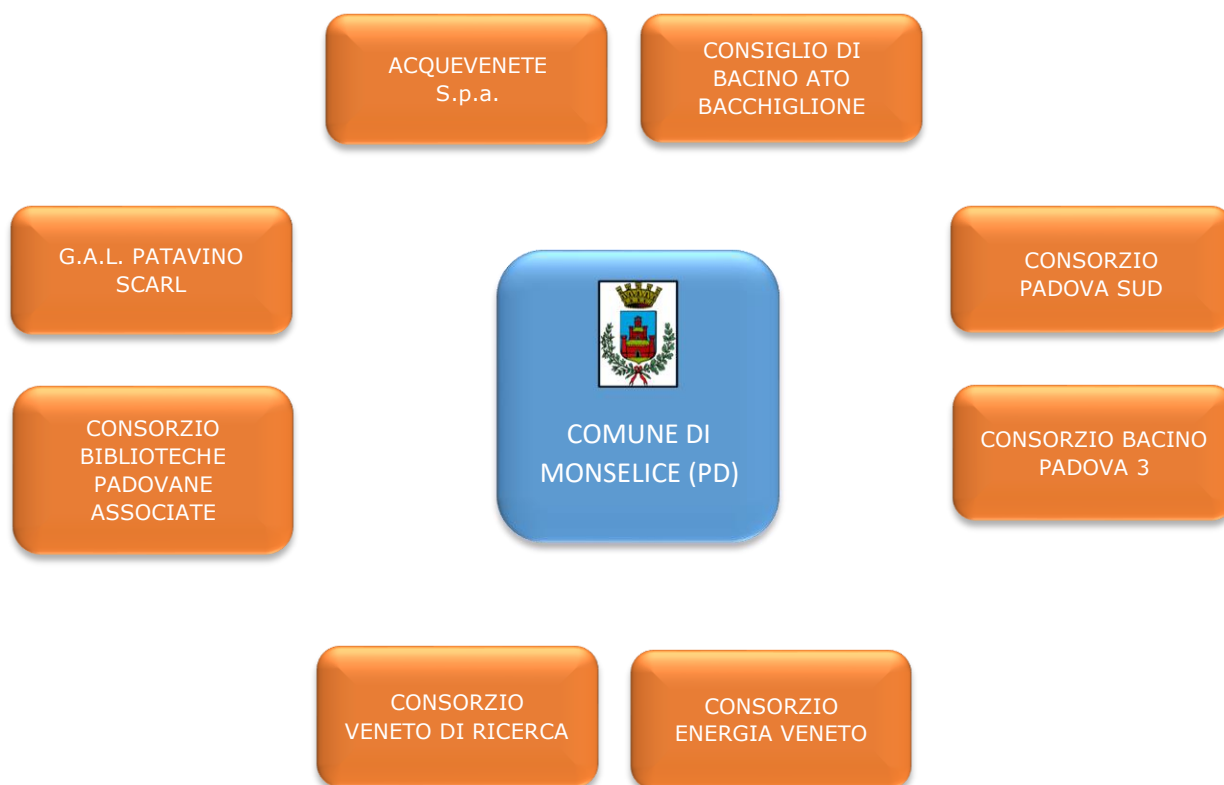 ACQUEVENETE
S.p.a.
CONSIGLIO DI
BACINO ATO
BACCHIGLIONE
G.A.L. PATAVINO
SCARL
CONSORZIO
PADOVA SUD
COMUNE DI
MONSELICE (PD)
CONSORZIO
BIBLIOTECHE
PADOVANE
ASSOCIATE
CONSORZIO BACINO
PADOVA 3
CONSORZIO
VENETO DI RICERCA
CONSORZIO
ENERGIA VENETO